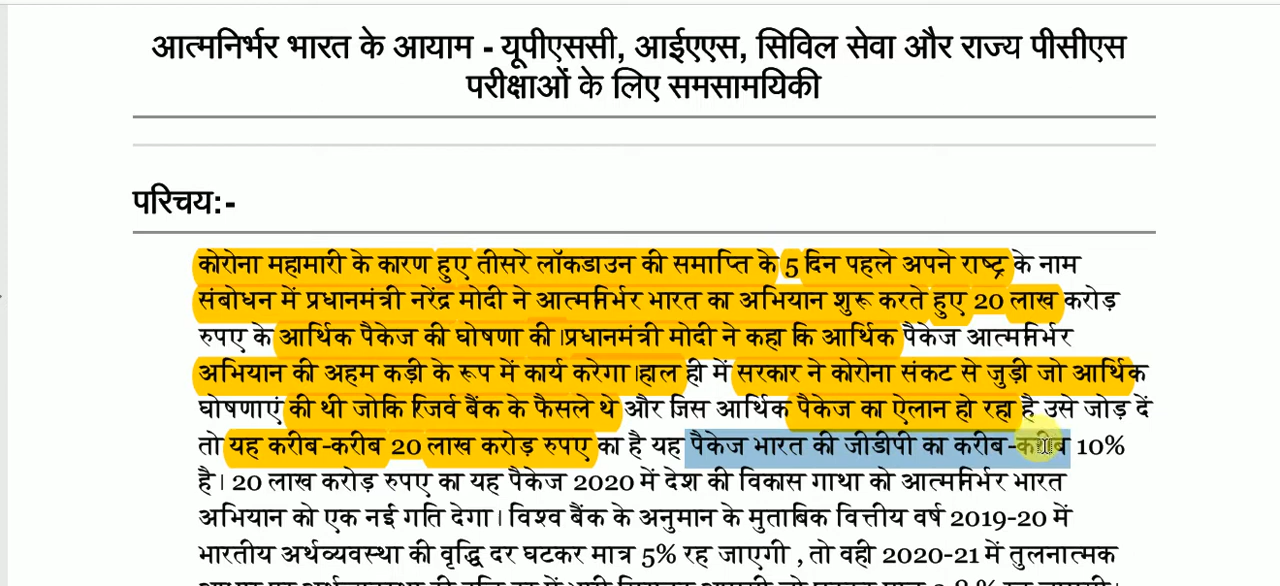 आत्मनिर्भर भारत के आयाम - यूपीएससी, आईएएस, सिविल सेवा और राज्य पीसीएस
परीक्षाओं के लिए समसामयिकी
परिचय:-
कोरोना महामारी के कारण हुए तीसरे लॉकडाउन की समाप्ति के 5 दिन पहले अपने राष्ट्र के नाम
संबोधन में प्रधानमंत्री नरेंद्र मोदी ने आत्मनिर्भर भारत का अभियान शुरू करते हुए 20 लाख करोड़
रुपए के आर्थिक पैकेज की घोषणा की।प्रधानमंत्री मोदी ने कहा कि आर्थिक पैकेज आत्मनिर्भर
अभियान की अहम कड़ी के रूप में कार्य करेगा।हाल ही में सरकार ने कोरोना संकट से जुड़ी जो आर्थिक
घोषणाएं की थी जोकि रिजर्व बैंक के फैसले थे और जिस आर्थिक पैकेज का ऐलान हो रहा है उसे जोड़ दें
तो यह करीब-करीब 20 लाख करोड़ रुपए का है यह पैकेज भारत की जीडीपी का करीब-करीब 10%
है। 20 लाख करोड़ रुपए का यह पैकेज 2020 में देश की विकास गाथा को आत्मनिर्भर भारत
अभियान को एक नई गति देगा। विश्व बैंक के अनुमान के मुताबिक वित्तीय वर्ष 2019-20 में
भारतीय अर्थव्यवस्था की वृद्धि दर घटकर मात्र 5% रह जाएगी , तो वही 2020-21 में तुलनात्मक